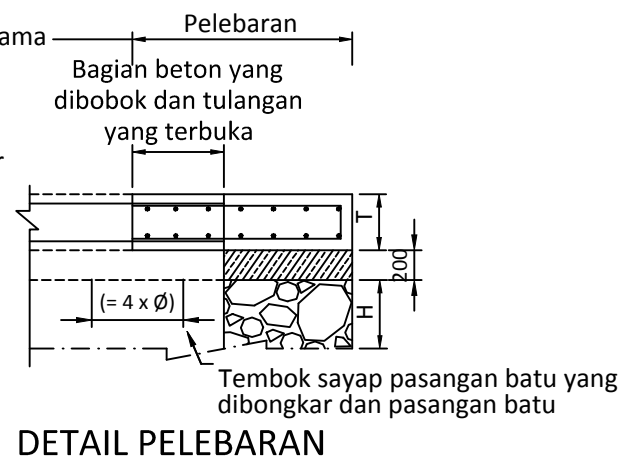 Pelebaran
ama
Bagian beton yang
dibobok dan tulangan
yang terbuka
r
T
200
(= 4 x Ø)
H
Tembok sayap pasangan batu yang
dibongkar dan pasangan batu
DETAIL PELEBARAN